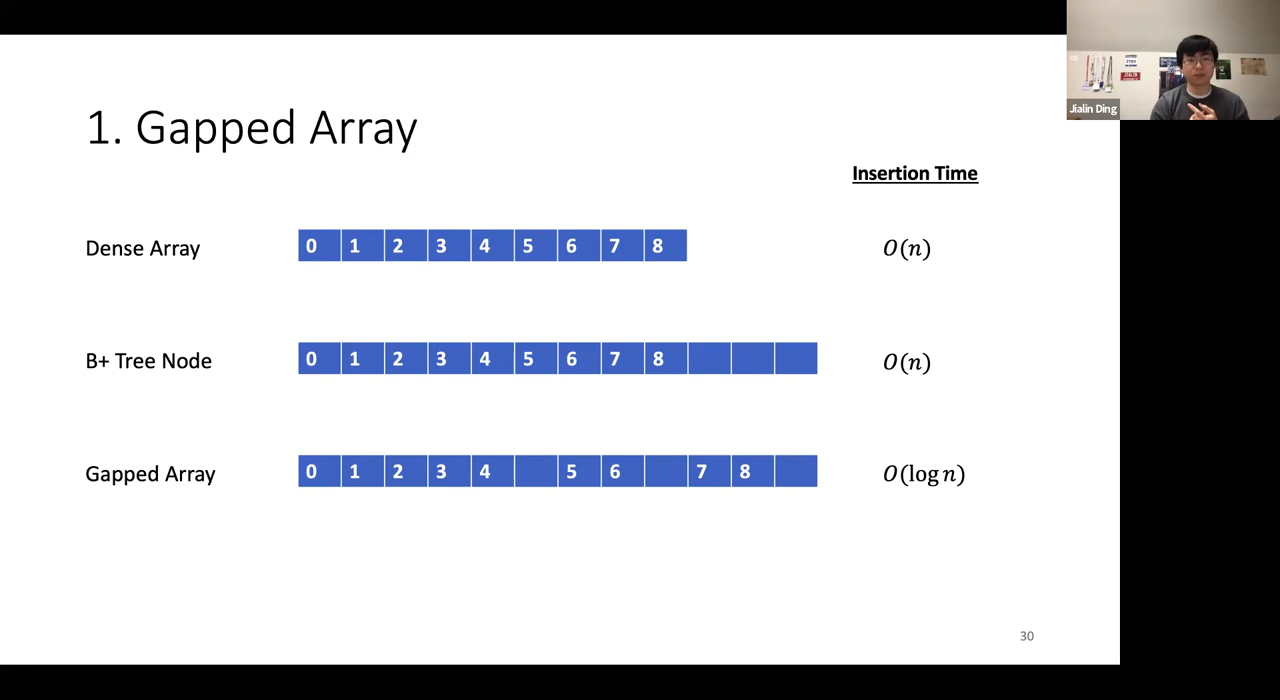 Jialin Ding
1. Gapped Array
Insertion Time
Dense Array 0 1 2 3 4 5 6 7 8 O(n)
B+ Tree Node 0 1 2 3 4 5 6 7 8 O(n)
Gapped Array 0 1 2 3 4 5 6 7 8 O(log n)
30